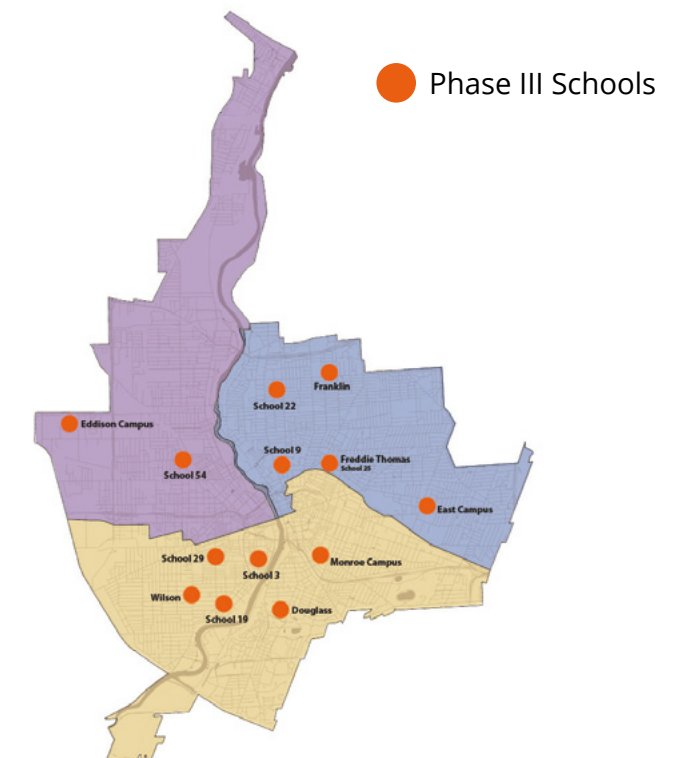 Phase III Schools
Franklin
School 22
Eddison Campus
School 9
Freddie Thomas
School 25
School 54
East Campus
School 29
Monroe Campus
School 3
Wilson
Douglass
School 19